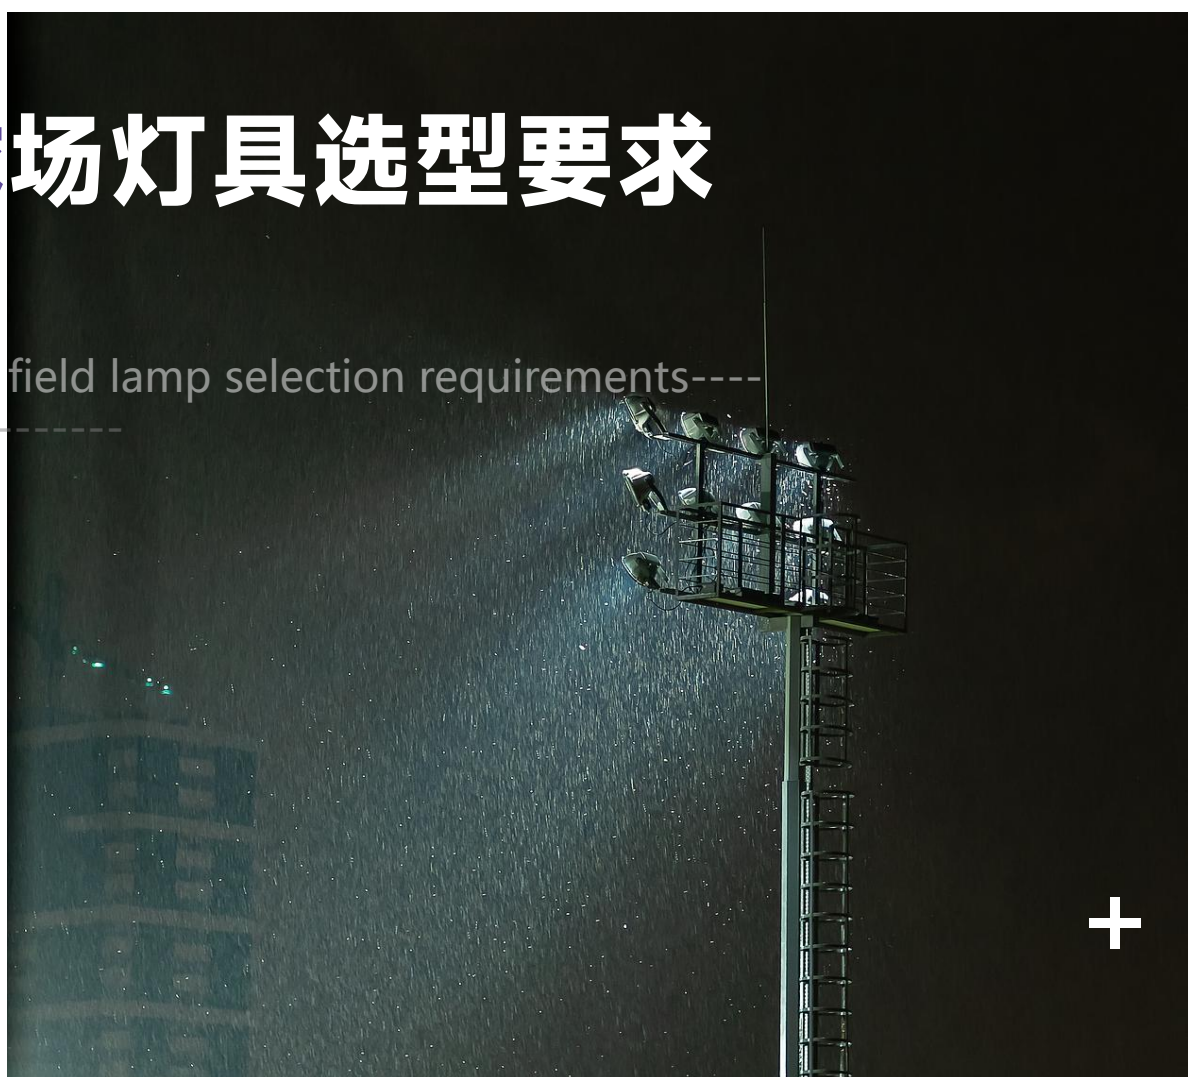 场灯具选型要求
field lamp selection requirements----
-------